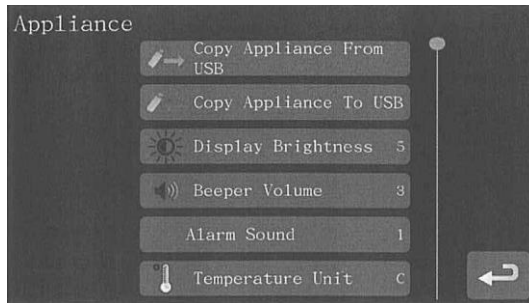 Appliance
Copy Appliance From
USB
Copy Appliance To USB
Display Brightness 5
Beeper Volume 3
Alarm Sound 1
Temperature Unit C